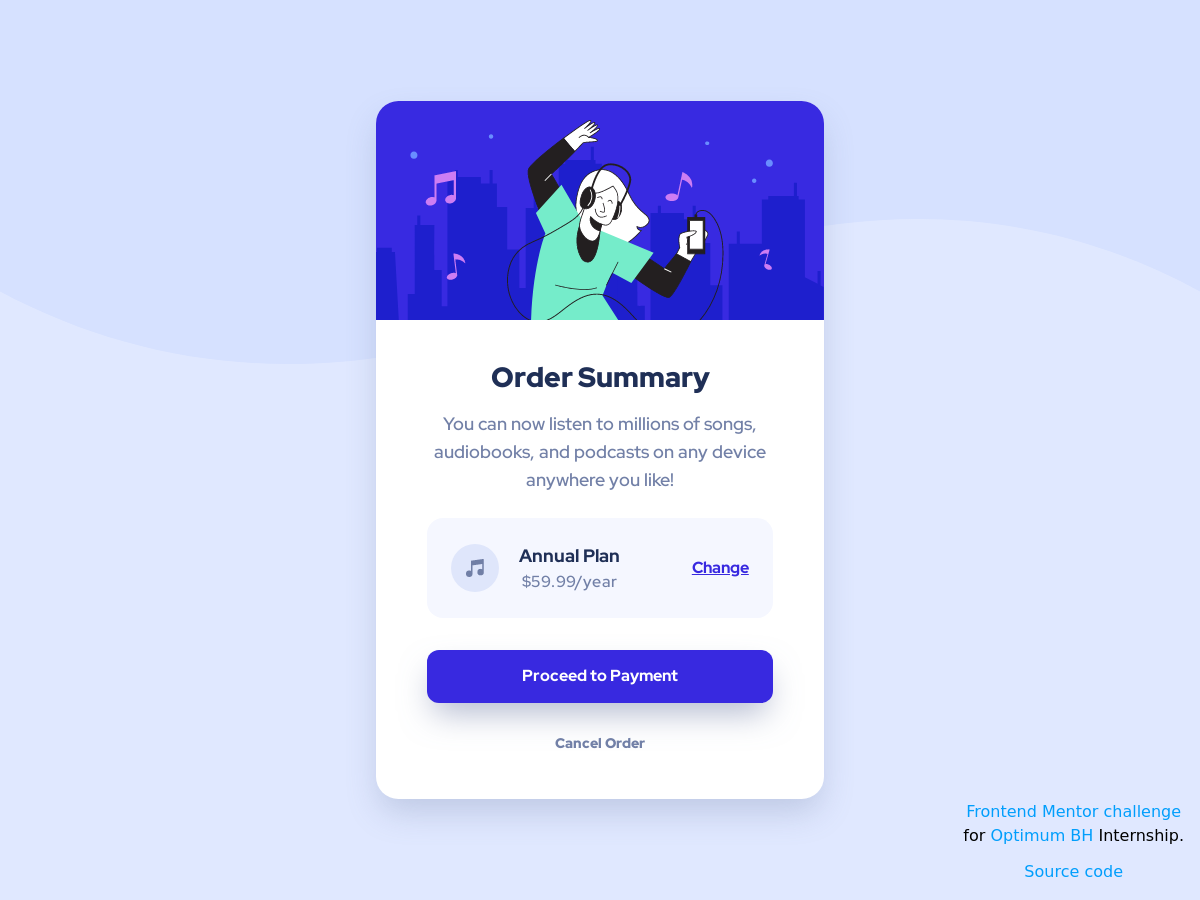 Order Summary
You can now listen to millions of songs,
audiobooks, and podcasts on any device
anywhere you like!
Annual Plan
$59.99/year
Change
Proceed to Payment
Cancel Order
Frontend Mentor challenge
for Optimum BH Internship.
Source code